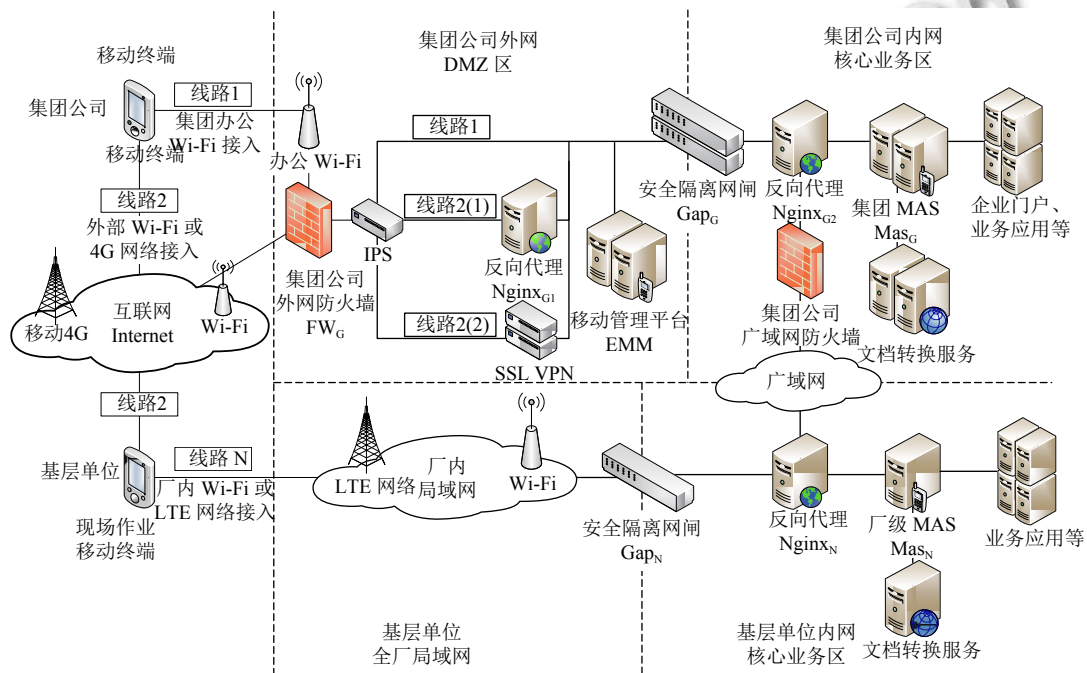 移动终端
集团公司
线路1
集团办公
Wi-Fi 接入
移动终端
办公 Wi-Fi
线路2
外部 Wi-Fi 或
4G 网络接入
移动4G
互联网
Internet
Wi-Fi
线路2
基层单位
线路 N
厂内 Wi-Fi 或
LTE 网络接入
现场作业
移动终端
集团公司外网
DMZ 区
线路1
线路2(1)
IPS
反向代理
Nginx_G1
集团公司
外网防火墙
FW_G
线路2(2)
SSL VPN
移动管理平台
EMM
安全隔离网闸
Gap_G
集团公司内网
核心业务区
反向代理
Nginx_G2
集团 MAS
Mas_G
企业门户、
业务应用等
集团公司
广域网防火墙
文档转换服务
广域网
LTE 网络
厂内
局域网
Wi-Fi
安全隔离网闸
Gap_N
反向代理
Nginx_N
厂级 MAS
Mas_N
业务应用等
文档转换服务
基层单位
全厂局域网
基层单位内网
核心业务区